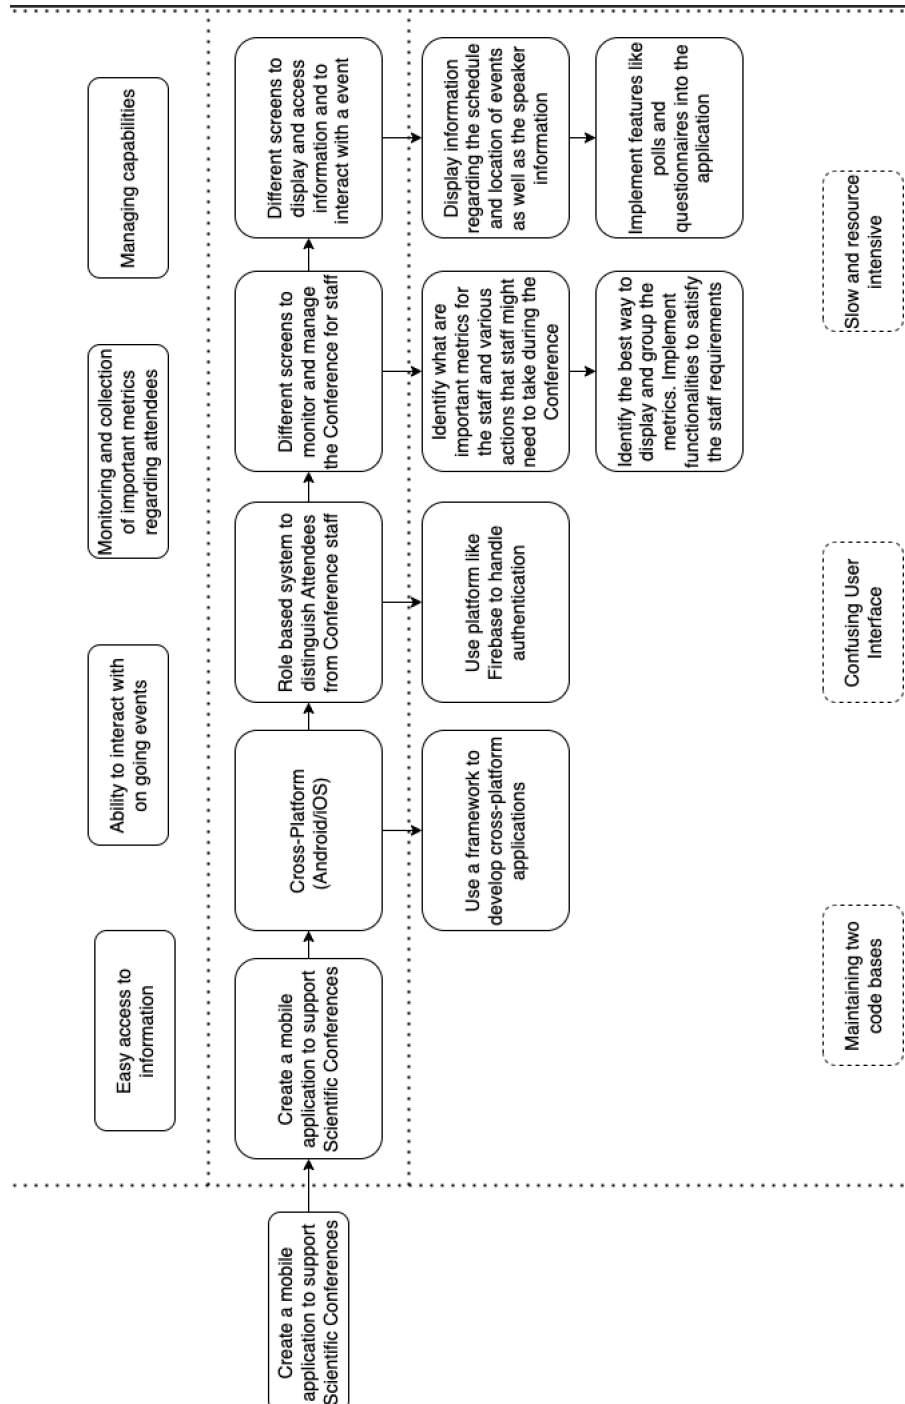 Easy access to
information
Ability to interact with
on going events
Monitoring and collection
of important metrics
regarding attendees
Managing capabilities
Create a mobile
application to support
Scientific Conferences
Create a mobile
application to support
Scientific Conferences
Cross-Platform
(Android/iOS)
Role based system to
distinguish Attendees
from Conference staff
Different screens to
monitor and manage
the Conference for staff
Different screens to
display and access
information and to
interact with a event
Use a framework to
develop cross-platform
applications
Use platform like
Firebase to handle
authentication
Identify what are
important metrics for
the staff and various
actions that staff might
need to take during the
Conference
Display information
regarding the schedule
and location of events
as well as the speaker
information
Identify the best way to
display and group the
metrics. Implement
functionalities to satisfy
the staff requirements
Implement features like
polls and
questionnaires into the
application
Maintaining two
code bases
Confusing User
Interface
Slow and resource
intensive